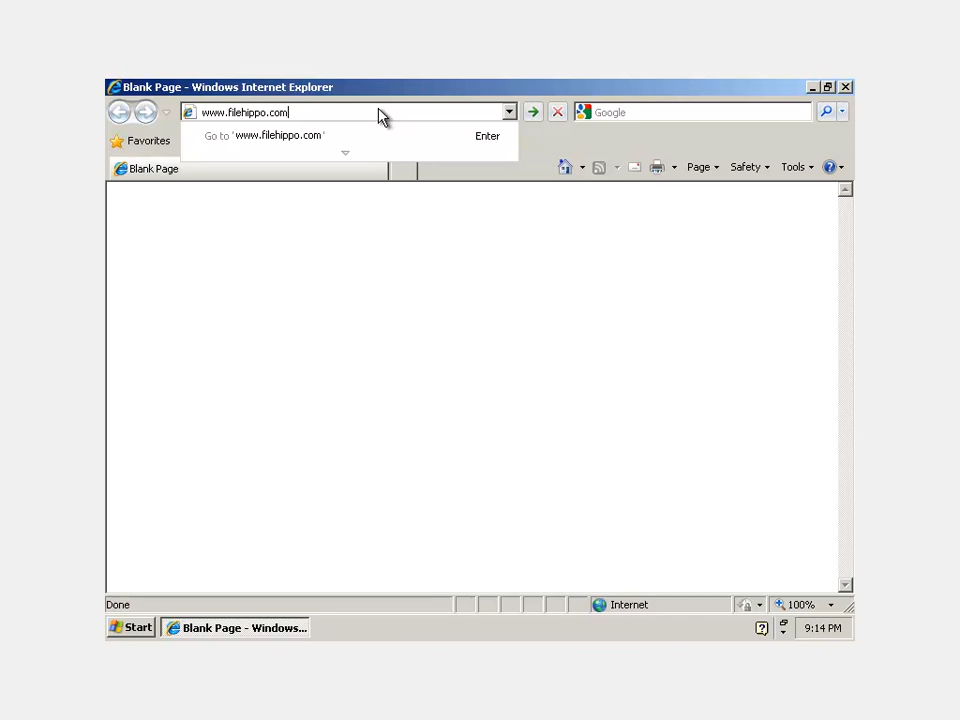 Blank Page - Windows Internet Explorer
www.filehippo.com
Google
Go to 'www.filehippo.com'
Enter
Favorites
Blank Page
Page
Safety
Tools
Done
Internet
100%
Start
Blank Page - Windows...
9:14 PM